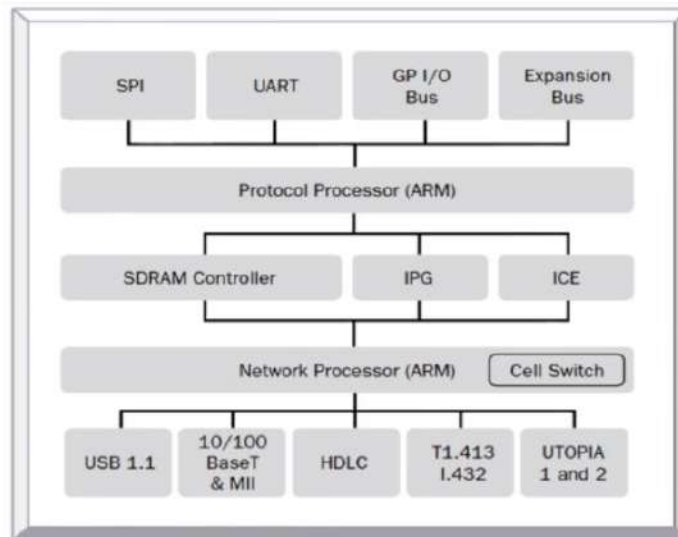 SPI
UART
GP I/O
Bus
Expansion
Bus
Protocol Processor (ARM)
SDRAM Controller
IPG
ICE
Network Processor (ARM)
Cell Switch
USB 1.1
10/100
BaseT
& MII
HDLC
T1.413
I.432
UTOPIA
1 and 2